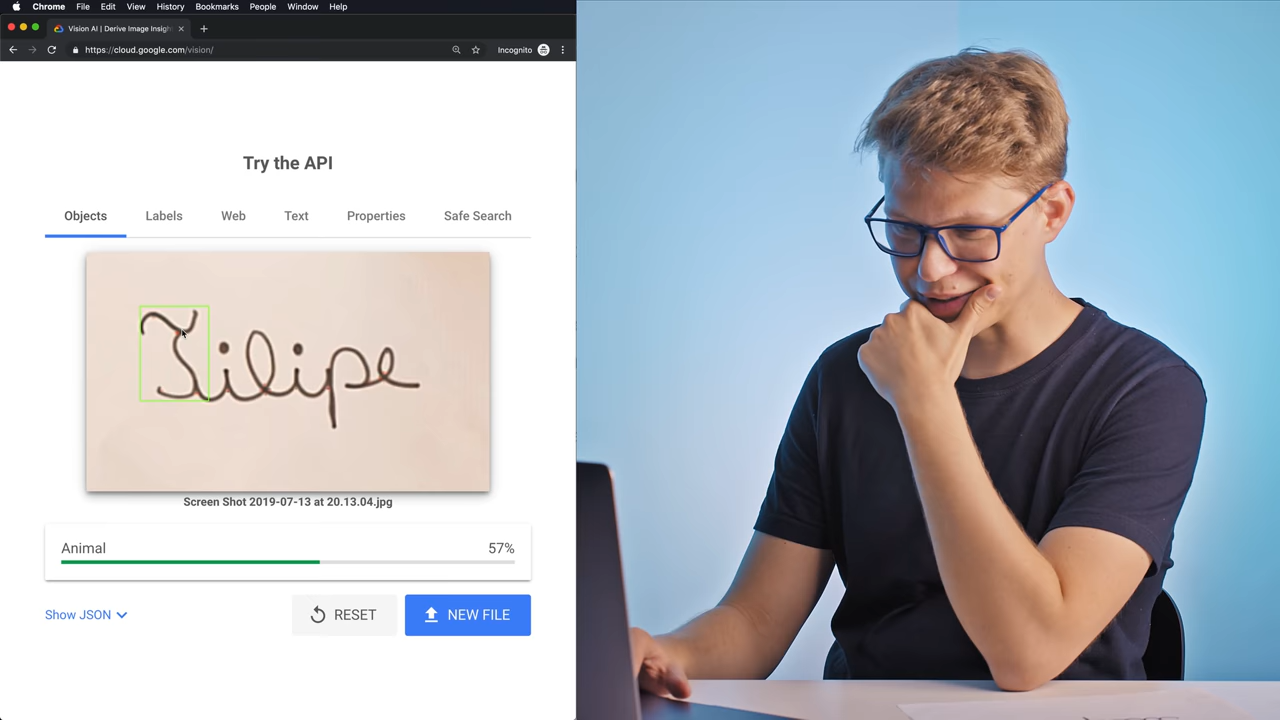 Chrome File Edit View History Bookmarks People Window Help
Vision AI | Derive Image Insigh
https://cloud.google.com/vision/
Incognito
Try the API
Objects Labels Web Text Properties Safe Search
Filipe
Screen Shot 2019-07-13 at 20.13.04.jpg
Animal 57%
Show JSON RESET NEW FILE